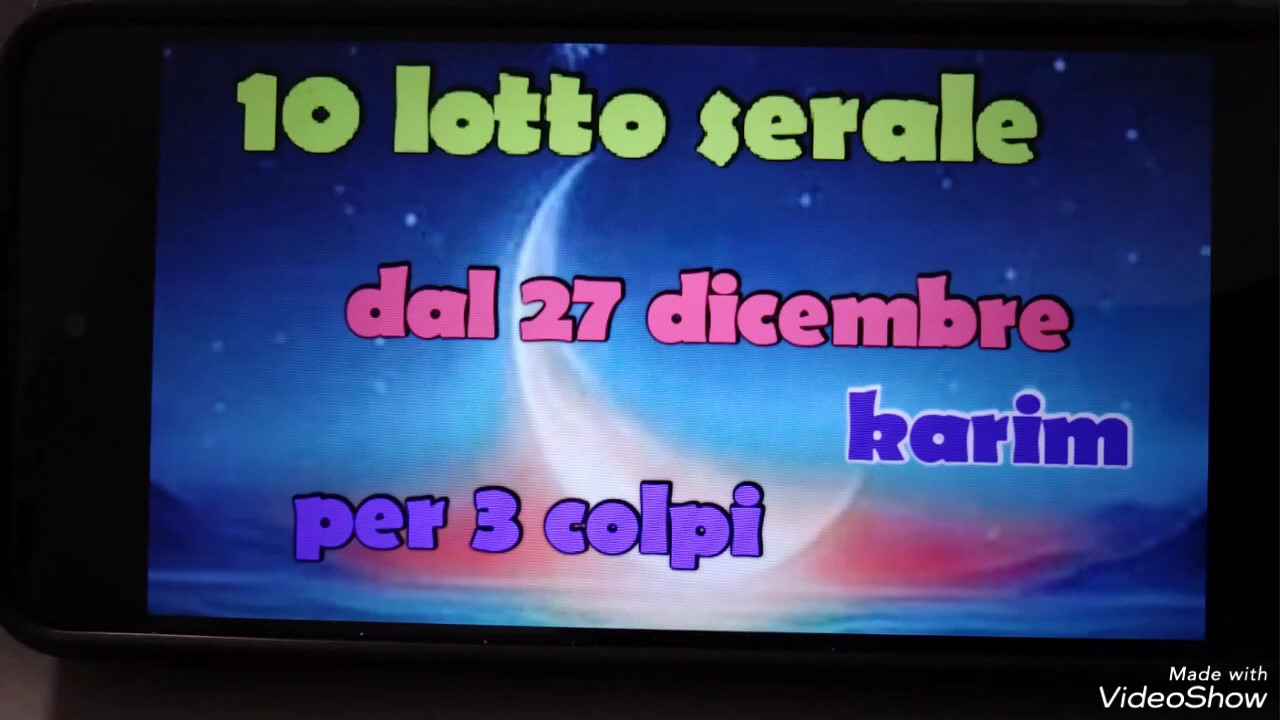 10 lotto serale
dal 27 dicembre
karim
per 3 colpi
Made with
VideoShow